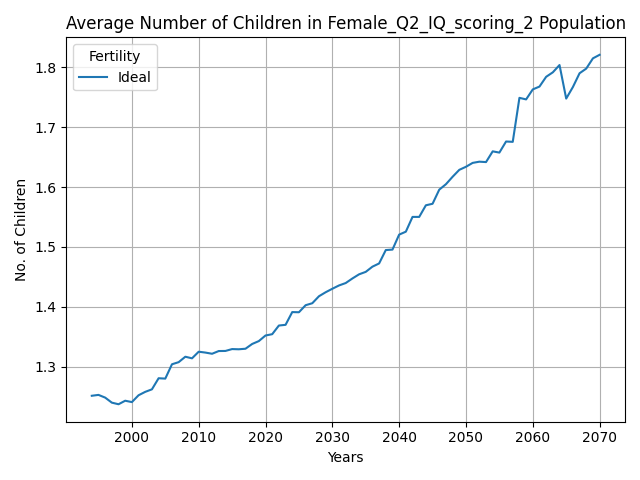 Average Number of Children in Female_Q2_IQ_scoring_2 Population
Fertility
Ideal
No. of Children
1.8
1.7
1.6
1.5
1.4
1.3
2000 2010 2020 2030 2040 2050 2060 2070
Years